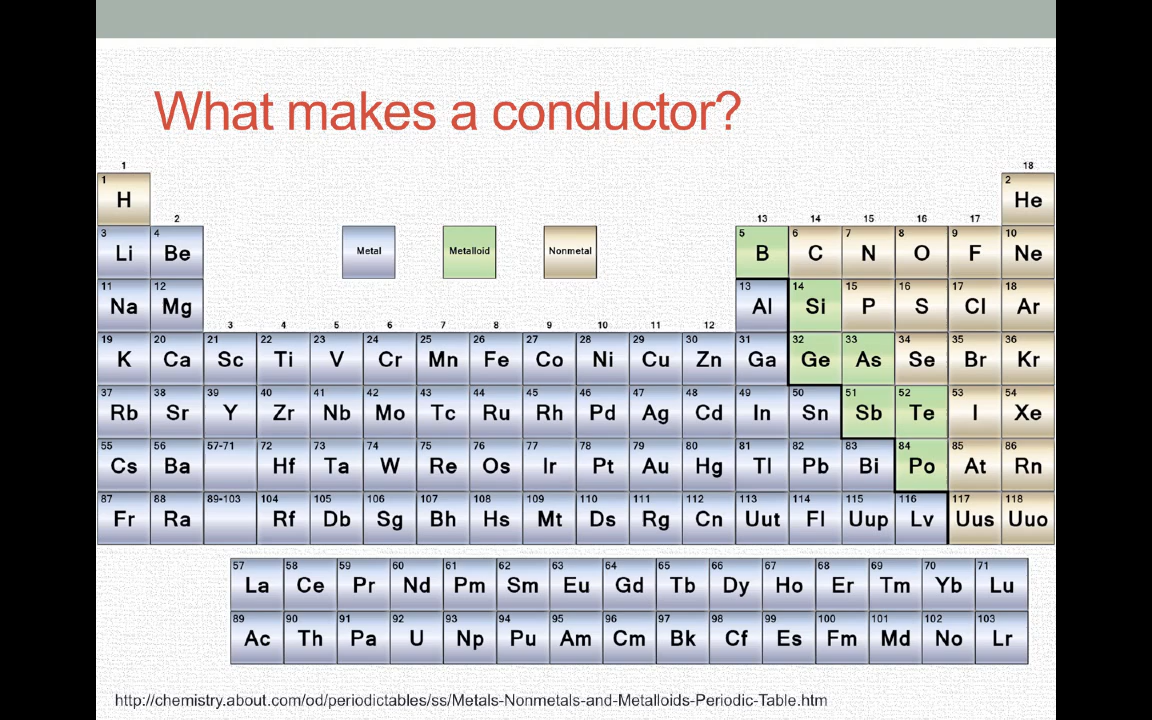 What makes a conductor?
1 18
1 2
H He
2 13 14 15 16 17
3 4 5 6 7 8 9 10
Li Be Metal Metalloid Nonmetal B C N O F Ne
11 12 13 14 15 16 17 18
Na Mg Al Si P S Cl Ar
3 4 5 6 7 8 9 10 11 12
19 20 21 22 23 24 25 26 27 28 29 30 31 32 33 34 35 36
K Ca Sc Ti V Cr Mn Fe Co Ni Cu Zn Ga Ge As Se Br Kr
37 38 39 40 41 42 43 44 45 46 47 48 49 50 51 52 53 54
Rb Sr Y Zr Nb Mo Tc Ru Rh Pd Ag Cd In Sn Sb Te I Xe
55 56 57-71 72 73 74 75 76 77 78 79 80 81 82 83 84 85 86
Cs Ba Hf Ta W Re Os Ir Pt Au Hg Tl Pb Bi Po At Rn
87 88 89-103 104 105 106 107 108 109 110 111 112 113 114 115 116 117 118
Fr Ra Rf Db Sg Bh Hs Mt Ds Rg Cn Uut Fl Uup Lv Uus Uuo
57 58 59 60 61 62 63 64 65 66 67 68 69 70 71
La Ce Pr Nd Pm Sm Eu Gd Tb Dy Ho Er Tm Yb Lu
89 90 91 92 93 94 95 96 97 98 99 100 101 102 103
Ac Th Pa U Np Pu Am Cm Bk Cf Es Fm Md No Lr
http://chemistry.about.com/od/periodictables/ss/Metals-Nonmetals-and-Metalloids-Periodic-Table.htm